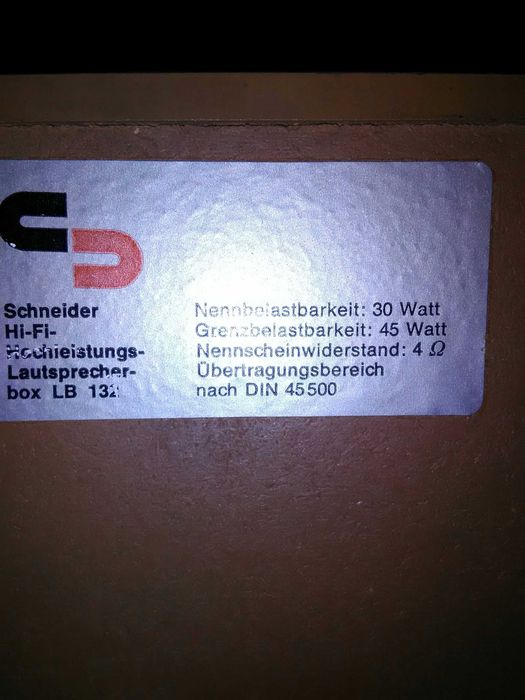 Schneider
Hi-Fi-
Hochleistungs-
Lautsprecher-
box LB
Nennbelastbarkeit: 30 Watt
Grenzbelastbarkeit: 45 Watt
Nennscheinwiderstand: 4 Ω
Übertragungsbereich
nach DIN 45500